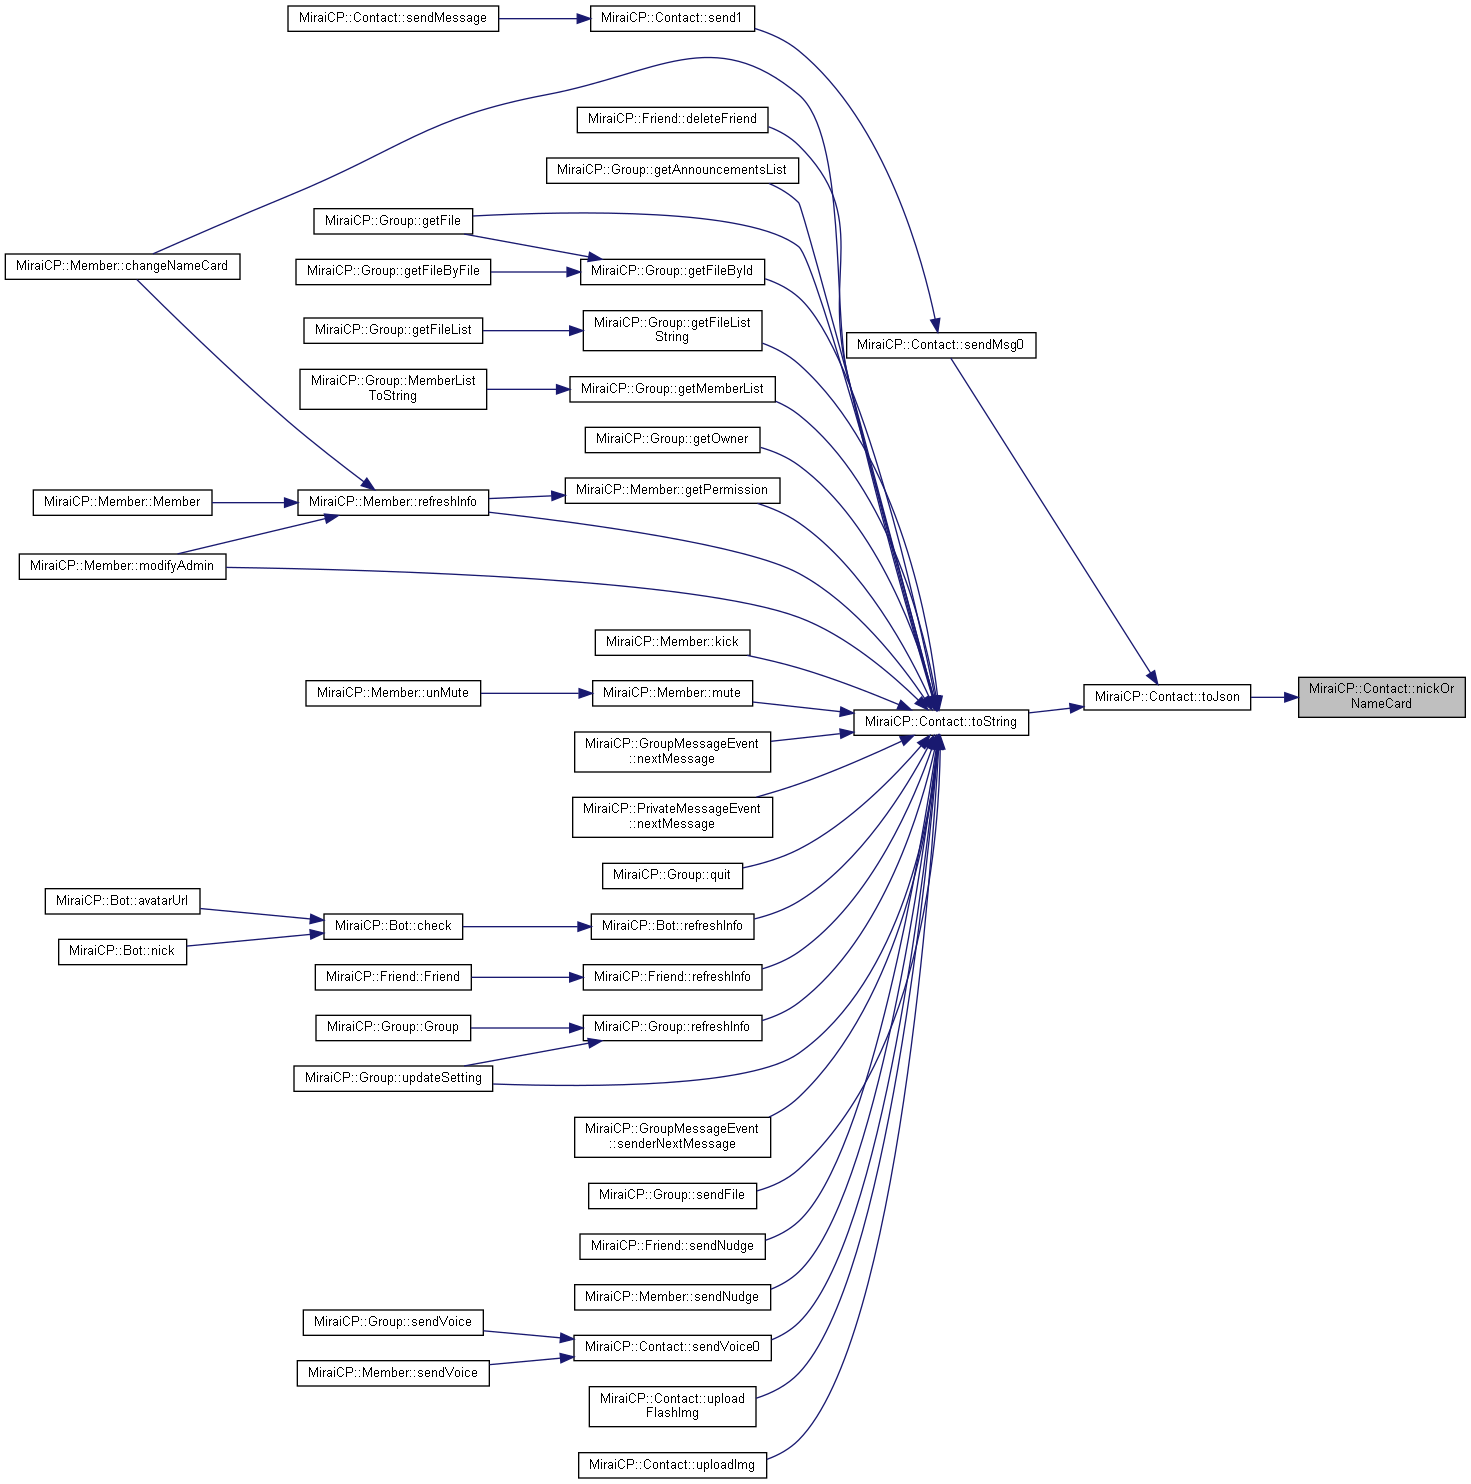 MiraiCP::Contact::sendMessage
MiraiCP::Contact::send1
MiraiCP::Friend::deleteFriend
MiraiCP::Group::getAnnouncementsList
MiraiCP::Group::getFile
MiraiCP::Member::changeNameCard
MiraiCP::Group::getFileByFile
MiraiCP::Group::getFileById
MiraiCP::Group::getFileList
MiraiCP::Group::getFileList
String
MiraiCP::Contact::sendMsg0
MiraiCP::Group::MemberList
ToString
MiraiCP::Group::getMemberList
MiraiCP::Group::getOwner
MiraiCP::Member::Member
MiraiCP::Member::refreshInfo
MiraiCP::Member::getPermission
MiraiCP::Member::modifyAdmin
MiraiCP::Member::kick
MiraiCP::Member::unMute
MiraiCP::Member::mute
MiraiCP::Contact::toString
MiraiCP::Contact::toJson
MiraiCP::Contact::nickOr
NameCard
MiraiCP::GroupMessageEvent
::nextMessage
MiraiCP::PrivateMessageEvent
::nextMessage
MiraiCP::Group::quit
MiraiCP::Bot::avatarUrl
MiraiCP::Bot::check
MiraiCP::Bot::refreshInfo
MiraiCP::Bot::nick
MiraiCP::Friend::Friend
MiraiCP::Friend::refreshInfo
MiraiCP::Group::Group
MiraiCP::Group::refreshInfo
MiraiCP::Group::updateSetting
MiraiCP::GroupMessageEvent
::senderNextMessage
MiraiCP::Group::sendFile
MiraiCP::Friend::sendNudge
MiraiCP::Member::sendNudge
MiraiCP::Group::sendVoice
MiraiCP::Contact::sendVoice0
MiraiCP::Member::sendVoice
MiraiCP::Contact::upload
FlashImg
MiraiCP::Contact::uploadImg